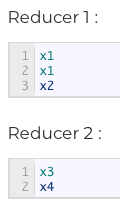 Reducer 1 :
1 x1
2 x1
3 x2
Reducer 2 :
1 x3
2 x4